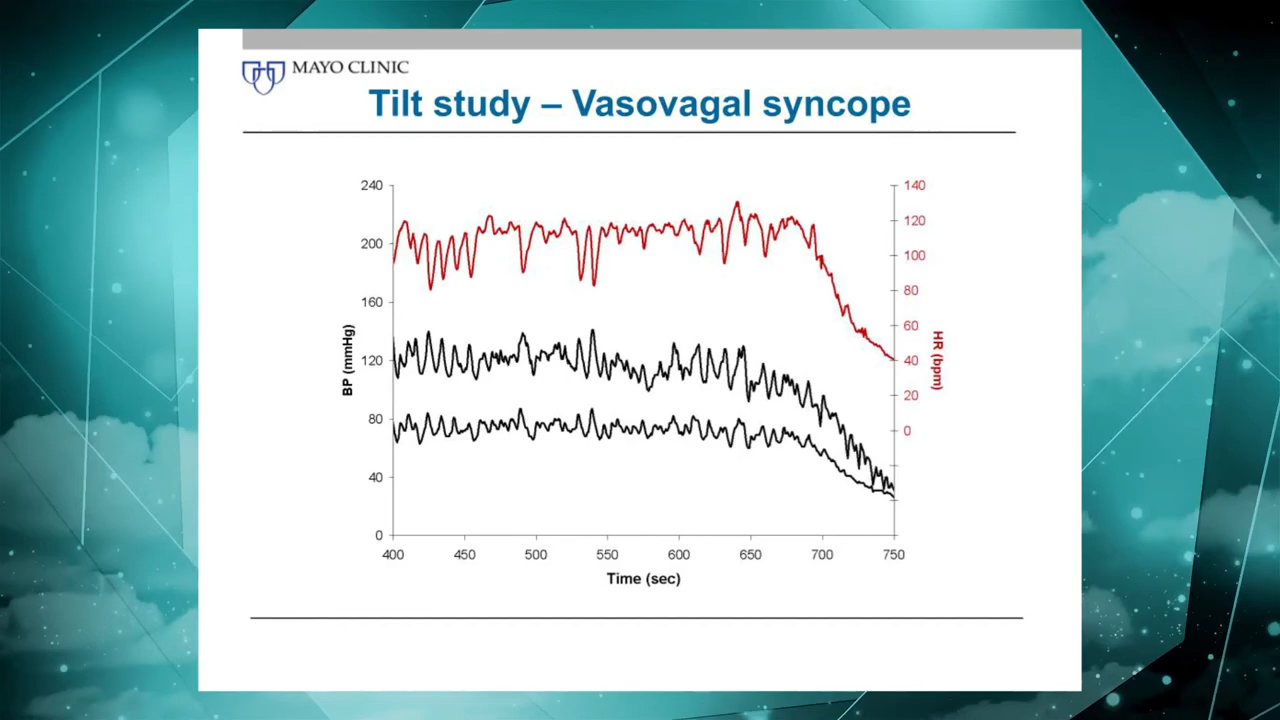 MAYO CLINIC
Tilt study – Vasovagal syncope
240
200
160
120
80
40
0
BP (mmHg)
140
120
100
80
60
40
20
0
HR (bpm)
400 450 500 550 600 650 700 750
Time (sec)